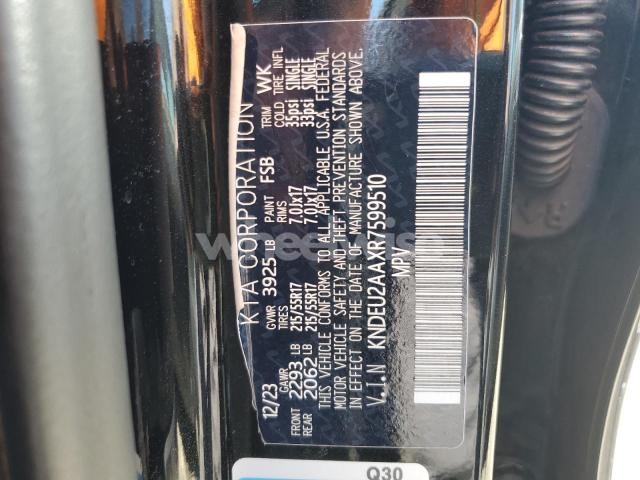 KIA CORPORATION
12/23 GVWR 3925 LB PAINT FSB TRIM WK
GAWR TIRES RIMS COLD TIRE INFL
FRONT 2293 LB 215/55R17 7.0Jx17 35psi SINGLE
REAR 2062 LB 215/55R17 7.0Jx17 33psi SINGLE
THIS VEHICLE CONFORMS TO ALL APPLICABLE U.S.A. FEDERAL
MOTOR VEHICLE SAFETY AND THEFT PREVENTION STANDARDS
IN EFFECT ON THE DATE OF MANUFACTURE SHOWN ABOVE.
V.I.N KNDEU2AAXR7599510
MPV
Q30